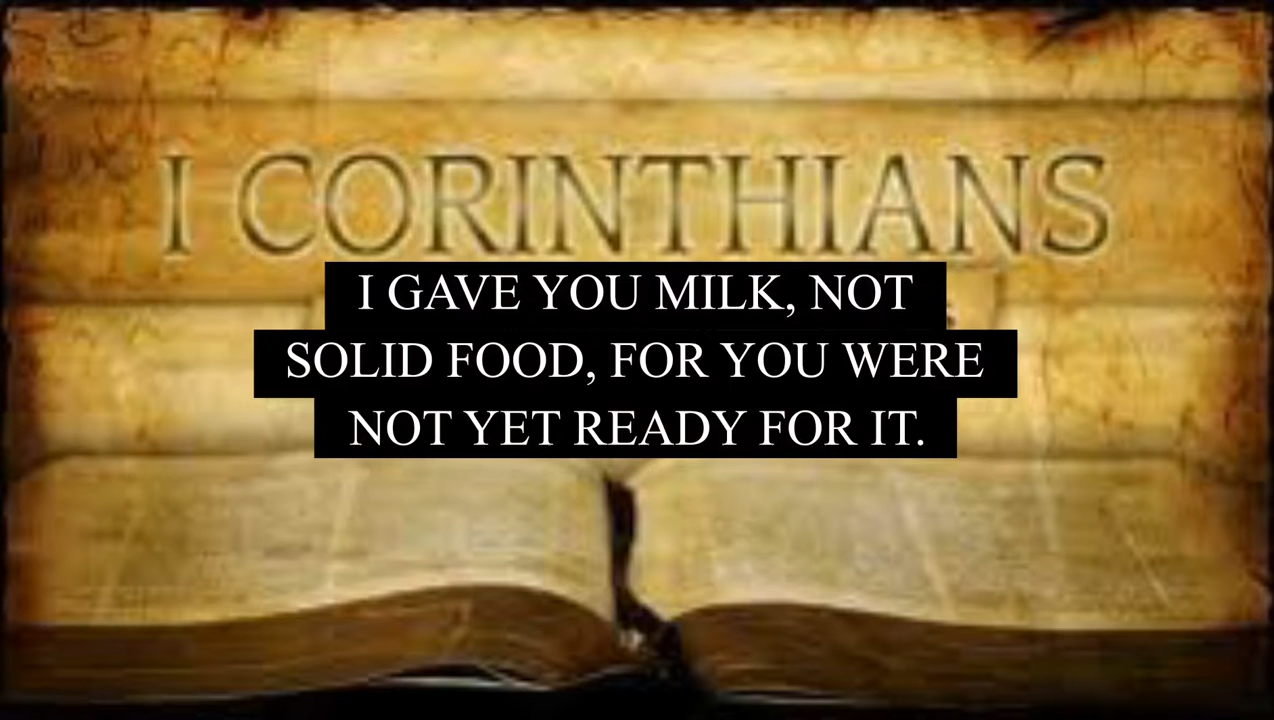 I CORINTHIANS
I GAVE YOU MILK, NOT
SOLID FOOD, FOR YOU WERE
NOT YET READY FOR IT.